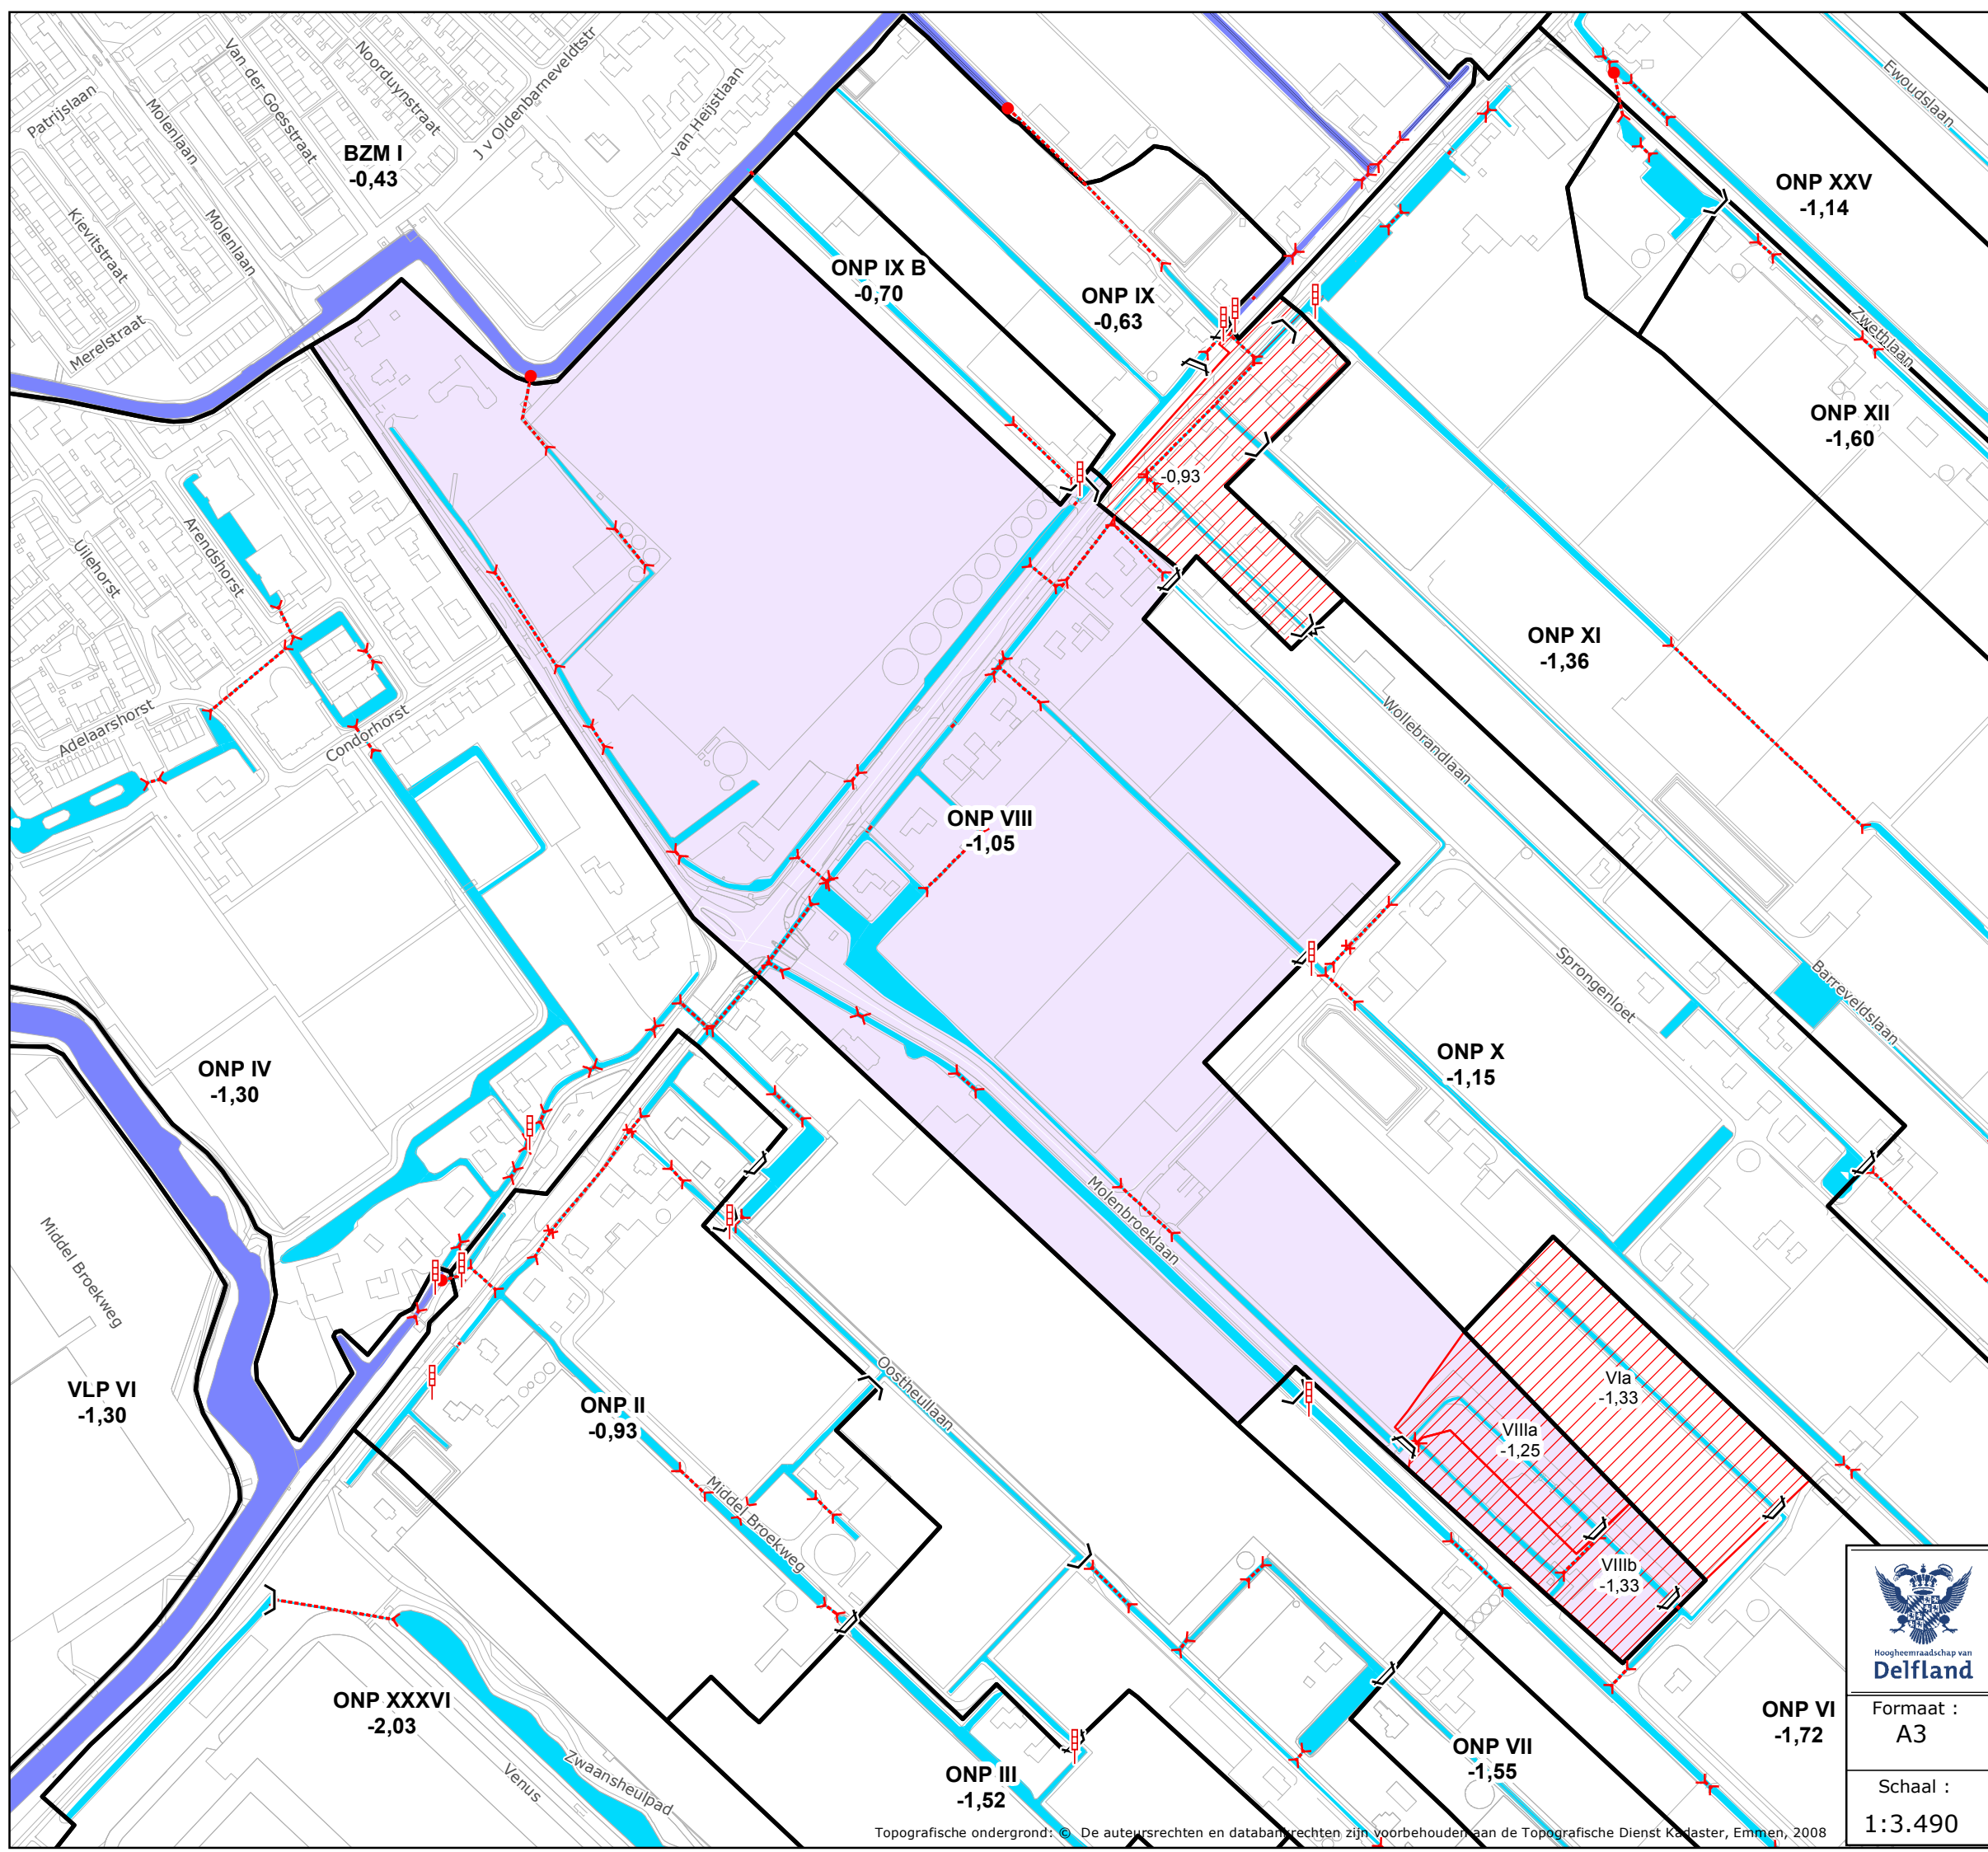 Patrijslaan
Molenlaan
Van der Goesstraat
Noorduynstraat
J v Oldenbarneveldtstr
van Heijstlaan
Kievitstraat
Molenlaan
Merelstraat
BZM I
-0,43
Ewoudslaan
ONP XXV
-1,14
ONP IX B
-0,70
ONP IX
-0,63
Zwethlaan
ONP XII
-1,60
-0,93
Uilehorst
Arendshorst
Adelaarshorst
Condorhorst
ONP XI
-1,36
Wollebrandlaan
ONP VIII
-1,05
Sprongenloet
Barreveldslaan
ONP IV
-1,30
ONP X
-1,15
Molenbroeklaan
Middel Broekweg
VLP VI
-1,30
ONP II
-0,93
Oostheullaan
Middel Broekweg
VIa
-1,33
VIIIa
-1,25
VIIIb
-1,33
ONP XXXVI
-2,03
Venus
Zwaansheulpad
ONP III
-1,52
ONP VII
-1,55
ONP VI
-1,72
Hoogheemraadschap van
Delfland
Formaat :
A3
Schaal :
1:3.490
Topografische ondergrond: © De auteursrechten en databankrechten zijn voorbehouden aan de Topografische Dienst Kadaster, Emmen, 2008